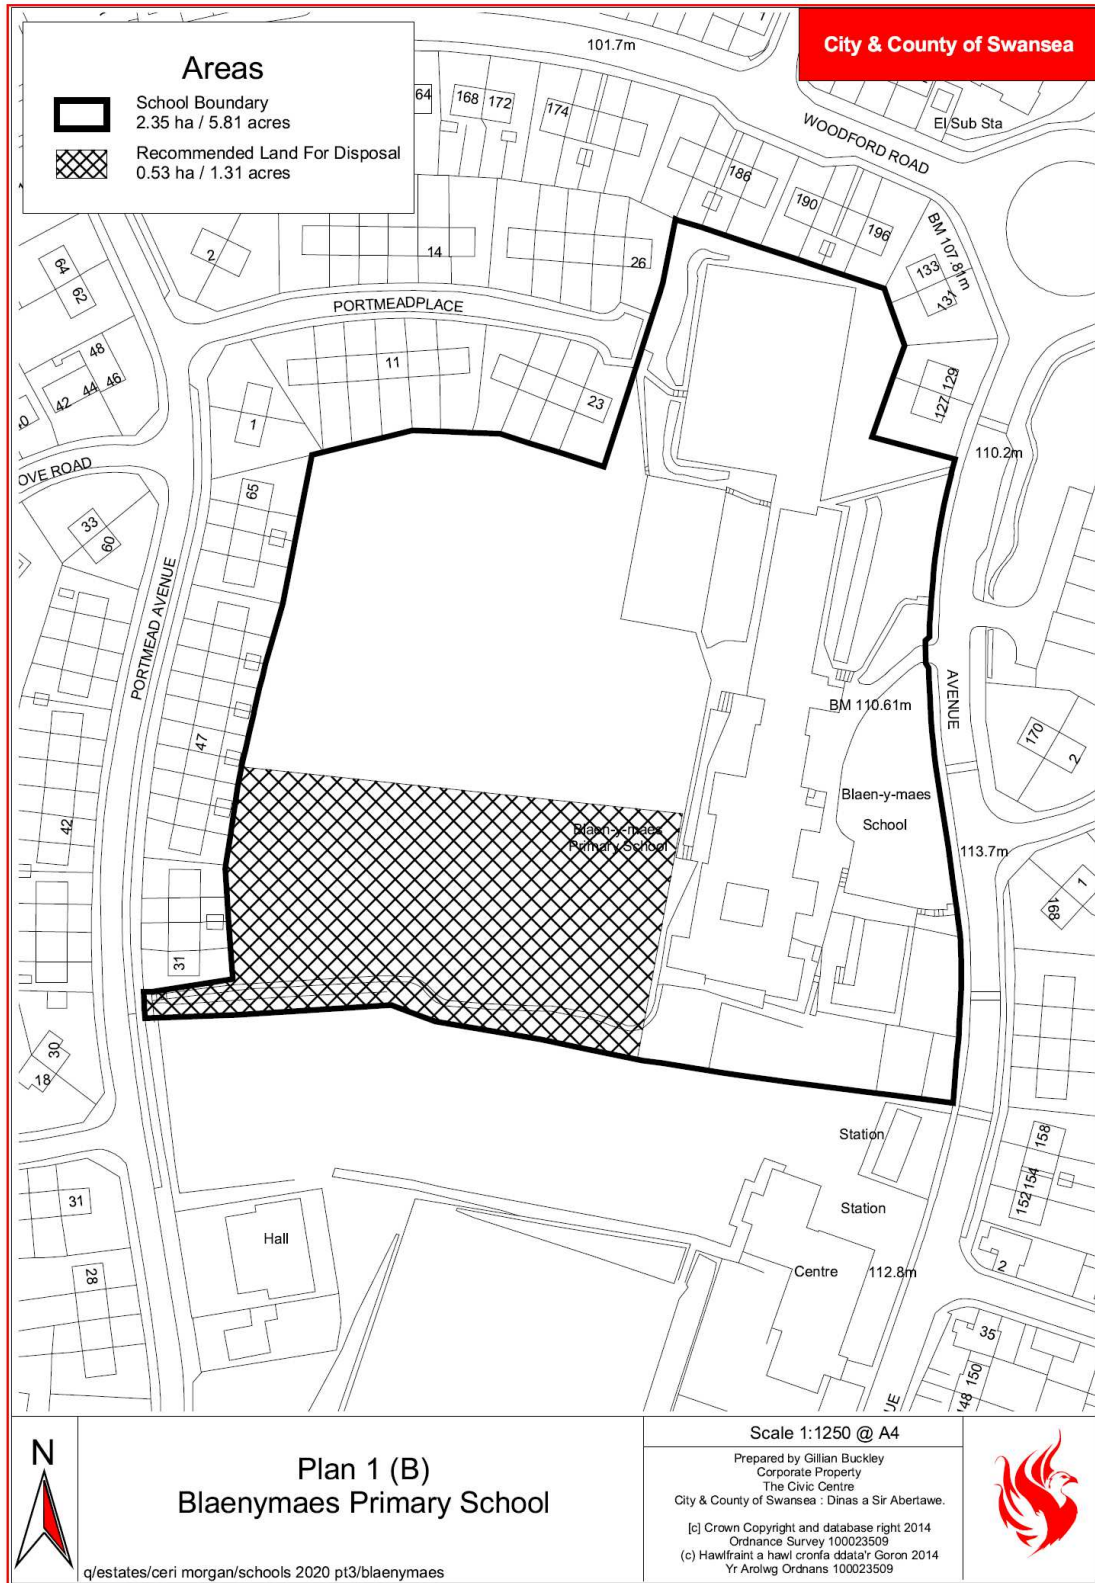 City & County of Swansea
Areas
School Boundary
2.35 ha / 5.81 acres
Recommended Land For Disposal
0.53 ha / 1.31 acres
1
101.7m
64
168
172
174
El Sub Sta
WOODFORD ROAD
186
190
196
BM 107.81m
133
131
2
14
26
64
62
PORTMEADPLACE
11
23
129
127
48
46
44
42
40
1
110.2m
OVE ROAD
65
33
60
PORTMEAD AVENUE
AVENUE
BM 110.61m
170
2
47
42
Blaen-y-maes
School
Blaen-y-maes
Primary School
113.7m
1
168
31
30
18
Station
158
154
152
31
Station
Hall
28
Centre
112.8m
2
35
150
148
UE
N
Plan 1 (B)
Blaenymaes Primary School
q/estates/ceri morgan/schools 2020 pt3/blaenymaes
Scale 1:1250 @ A4
Prepared by Gillian Buckley
Corporate Property
The Civic Centre
City & County of Swansea : Dinas a Sir Abertawe.
[c] Crown Copyright and database right 2014
Ordnance Survey 100023509
(c) Hawlfraint a hawl cronfa ddata'r Goron 2014
Yr Arolwg Ordnans 100023509